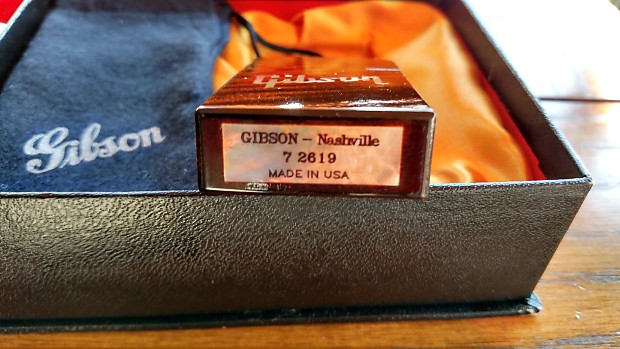 Gibson
Gibson
GIBSON - Nashville
7 2619
MADE IN USA